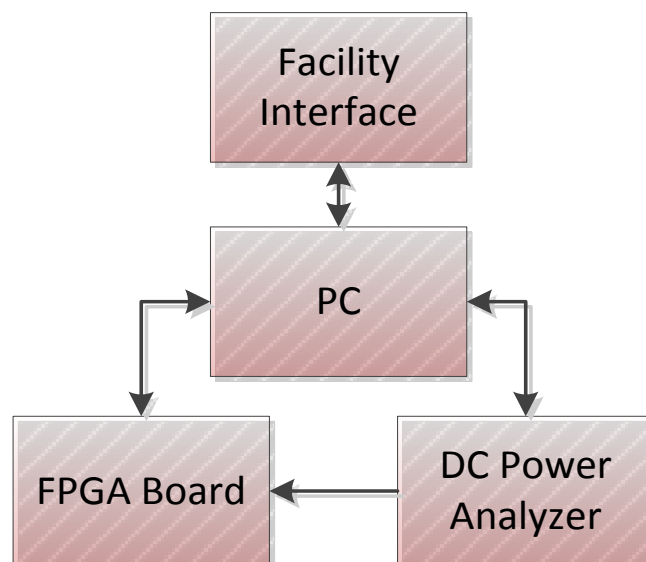 Facility
Interface
PC
FPGA Board
DC Power
Analyzer